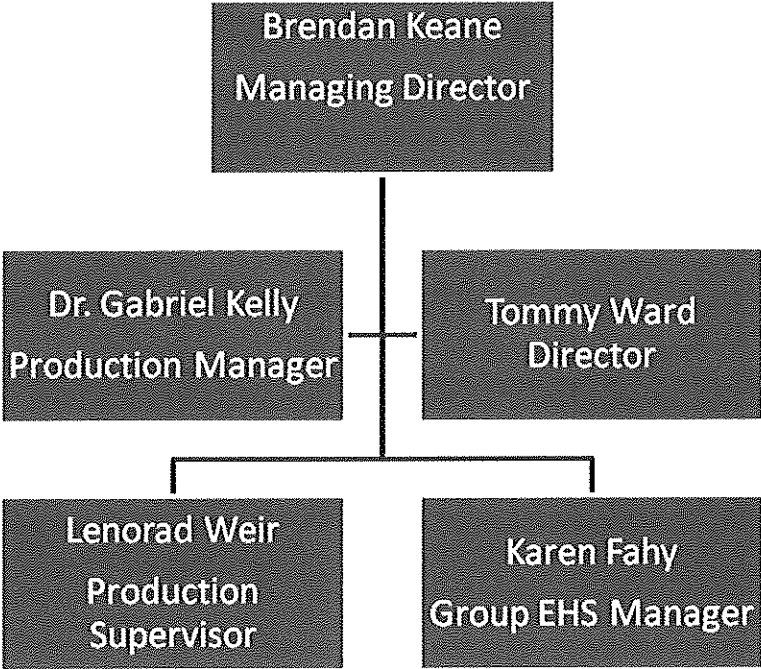 Brendan Keane
Managing Director
Dr. Gabriel Kelly
Production Manager
Tommy Ward
Director
Lenorad Weir
Production
Supervisor
Karen Fahy
Group EHS Manager